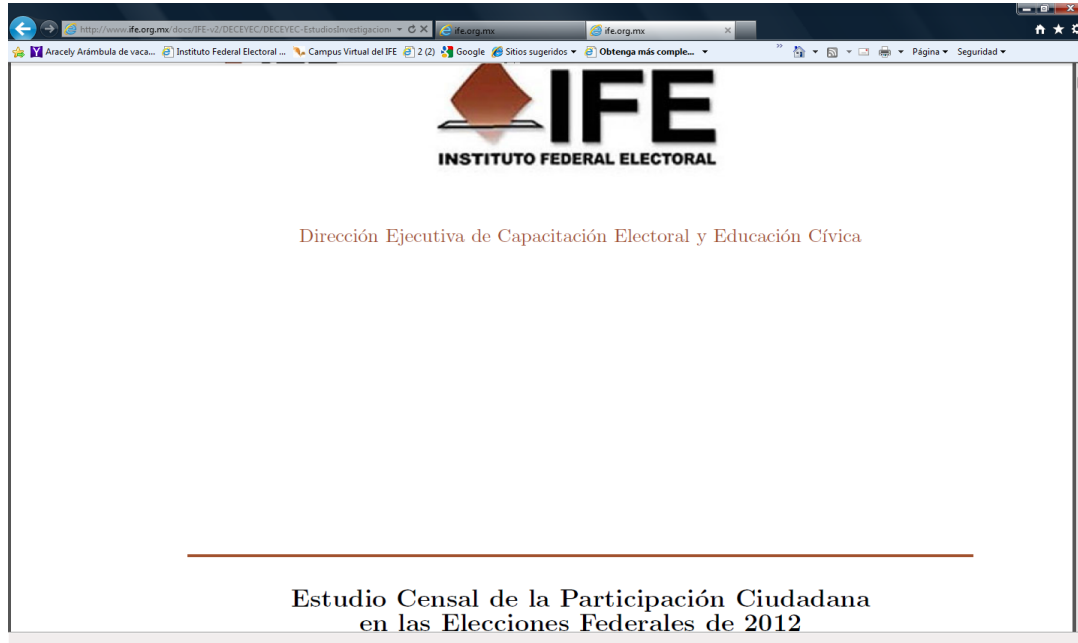 http://www.ife.org.mx/docs/IFE-v2/DECEYEC/DECEYEC-EstudiosInvestigacion
ife.org.mx
ife.org.mx
Aracely Arámbula de vaca...
Instituto Federal Electoral ...
Campus Virtual del IFE
2 (2)
Google
Sitios sugeridos
Obtenga más comple...
Página
Seguridad
IFE
INSTITUTO FEDERAL ELECTORAL
Dirección Ejecutiva de Capacitación Electoral y Educación Cívica
Estudio Censal de la Participación Ciudadana
en las Elecciones Federales de 2012